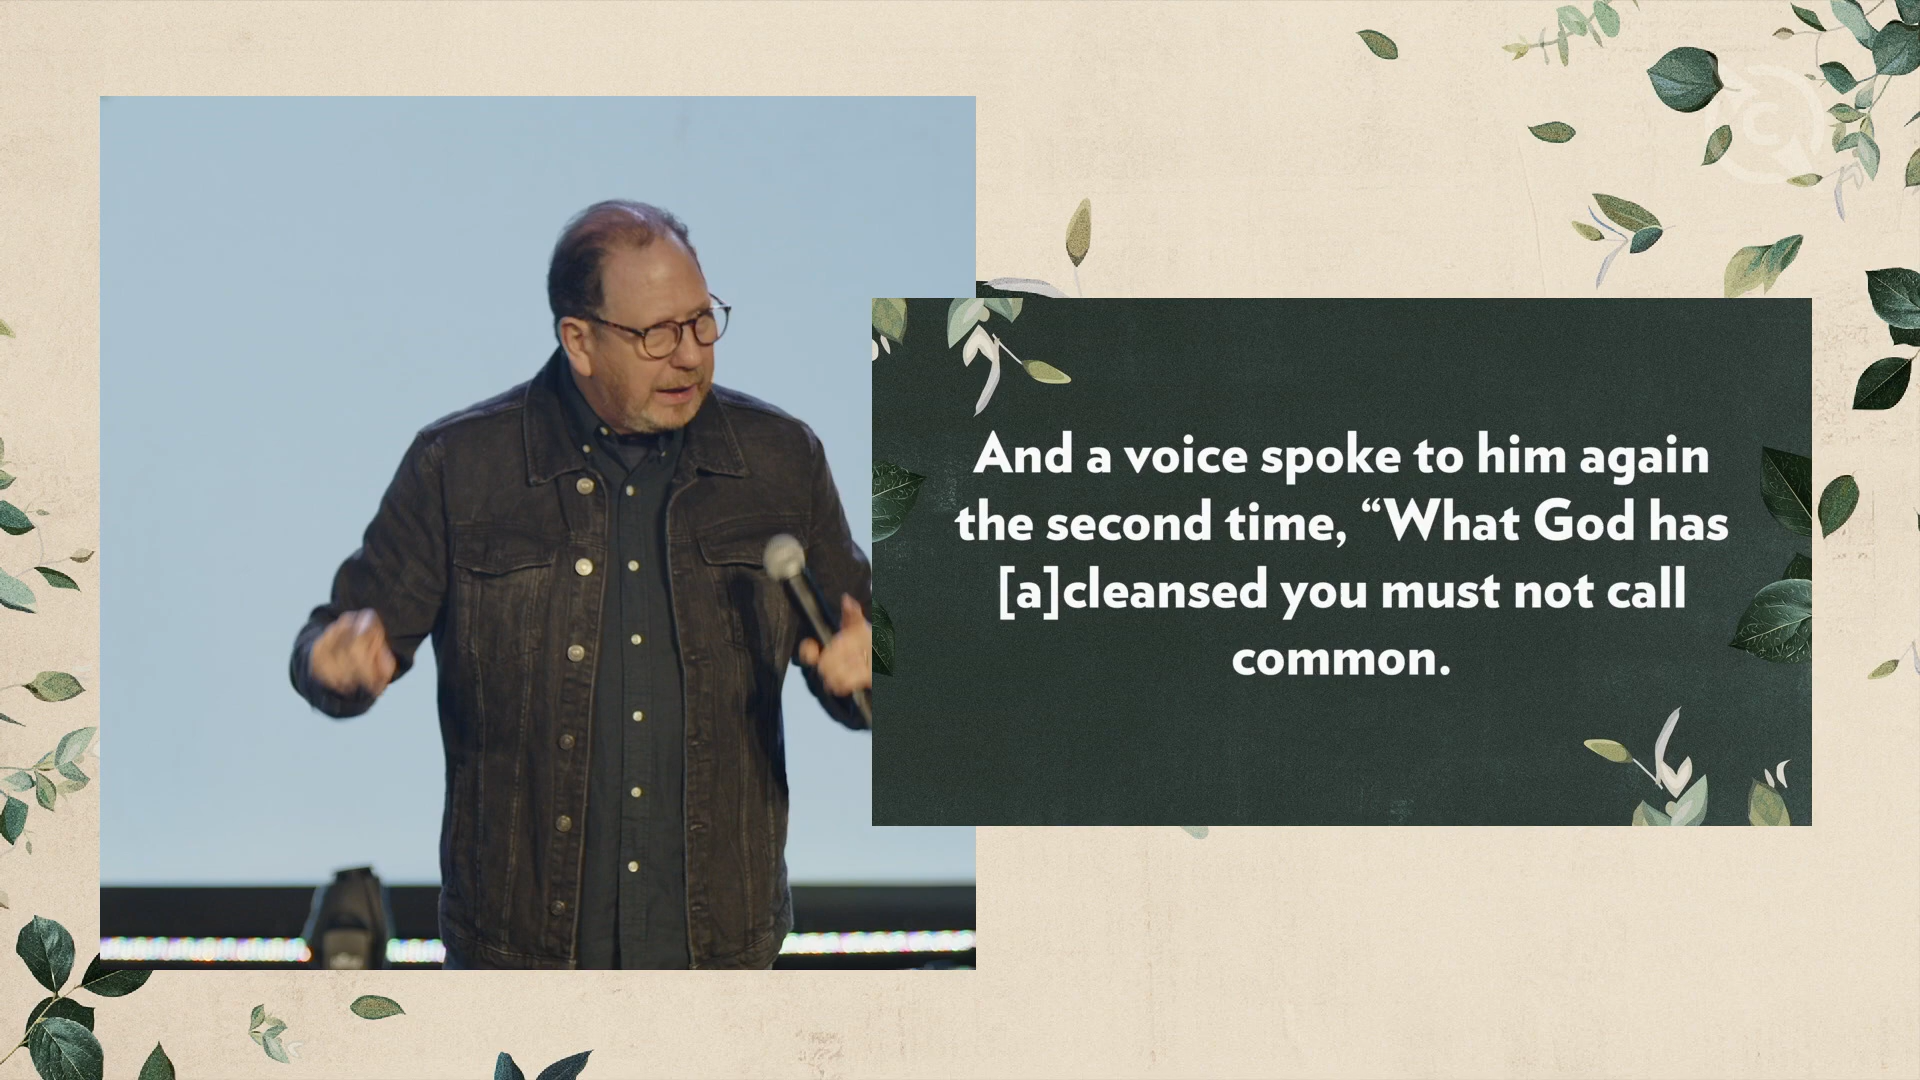 And a voice spoke to him again
the second time, “What God has
[a]cleansed you must not call
common.